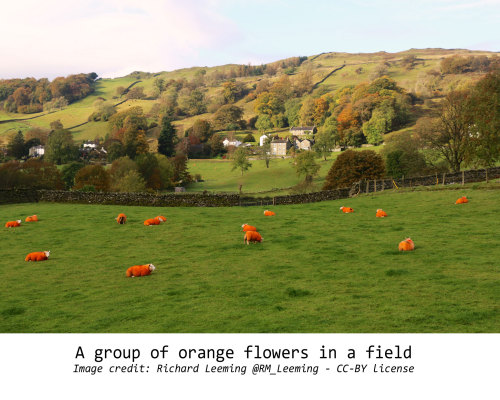 A group of orange flowers in a field
Image credit: Richard Leeming @RM_Leeming - CC-BY license